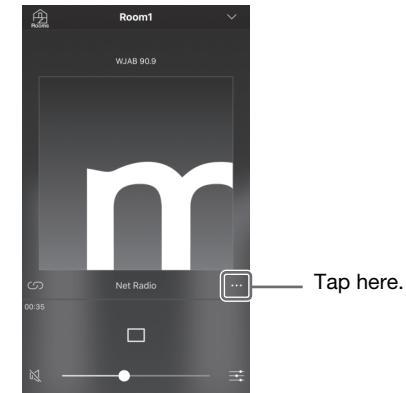 Room1
Rooms
WJAB 90.9
m
Net Radio
...
Tap here.
00:35